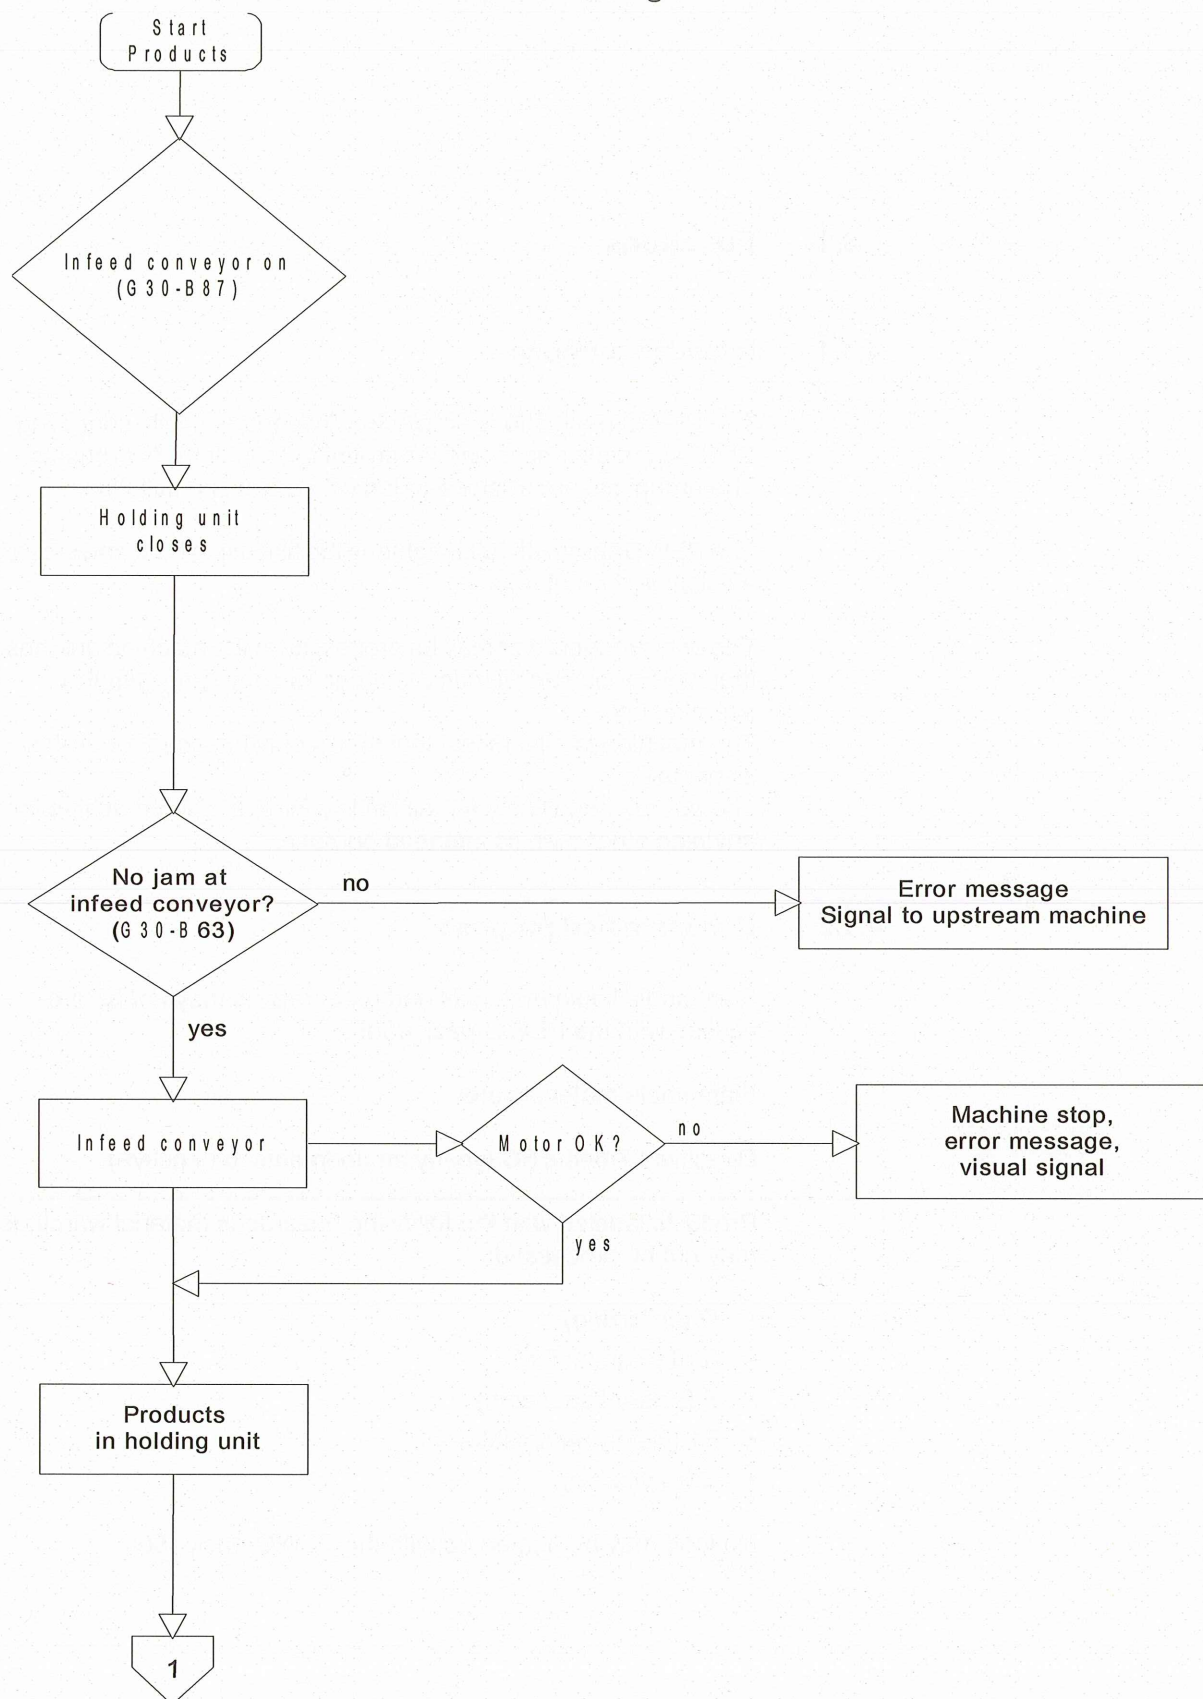 Start
Products
Infeed conveyor on
(G30-B87)
Holding unit
closes
No jam at
infeed conveyor?
(G30-B63)
no
Error message
Signal to upstream machine
yes
Infeed conveyor
Motor OK?
no
Machine stop,
error message,
visual signal
yes
Products
in holding unit
1